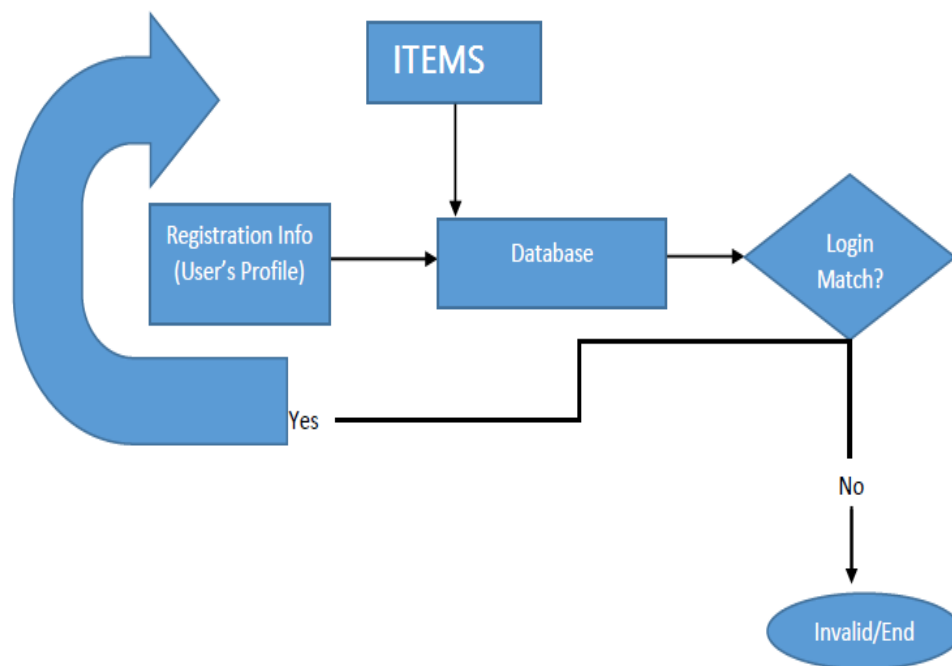 ITEMS
Registration Info
(User's Profile)
Database
Login
Match?
Yes
No
Invalid/End